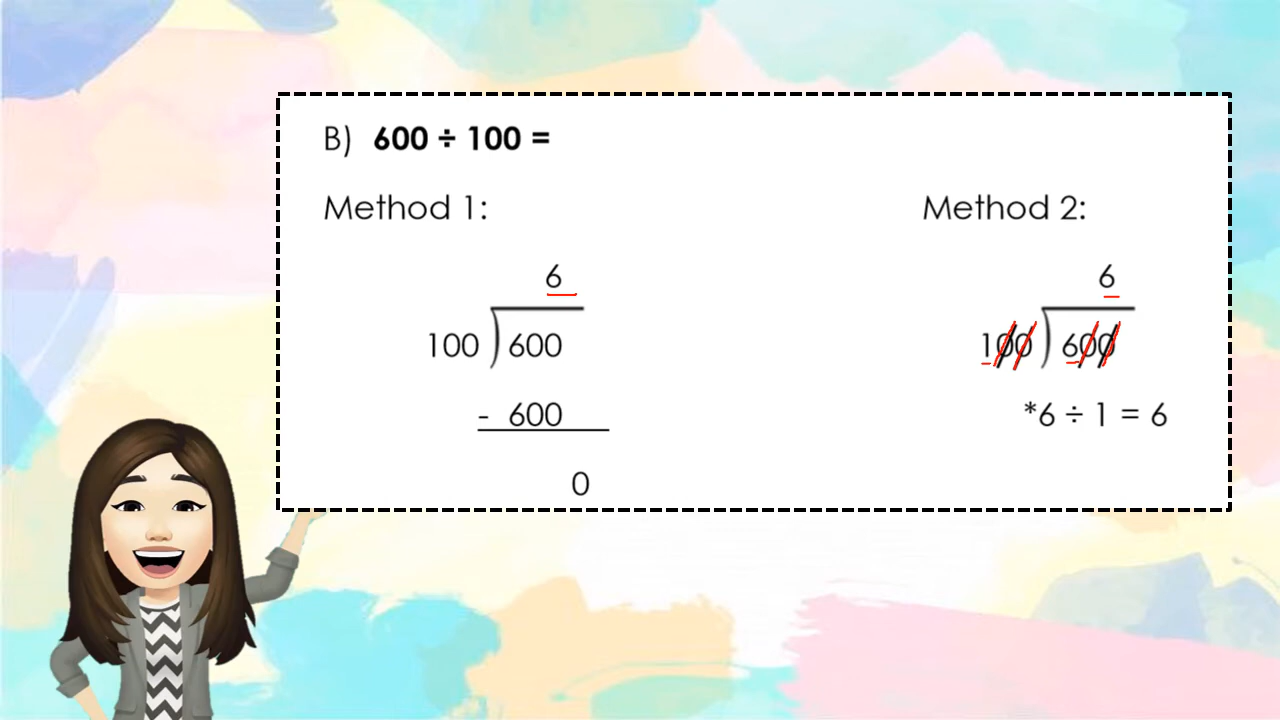 B) 600 ÷ 100 =
Method 1:
6
100 ) 600
- 600
0
Method 2:
6
100 ) 600
*6 ÷ 1 = 6